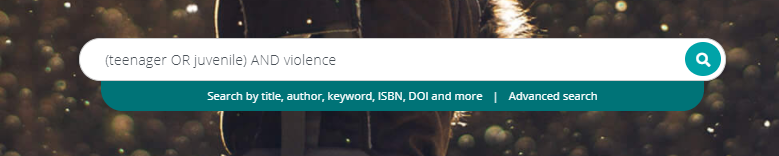 (teenager OR juvenile) AND violence
Search by title, author, keyword, ISBN, DOI and more | Advanced search